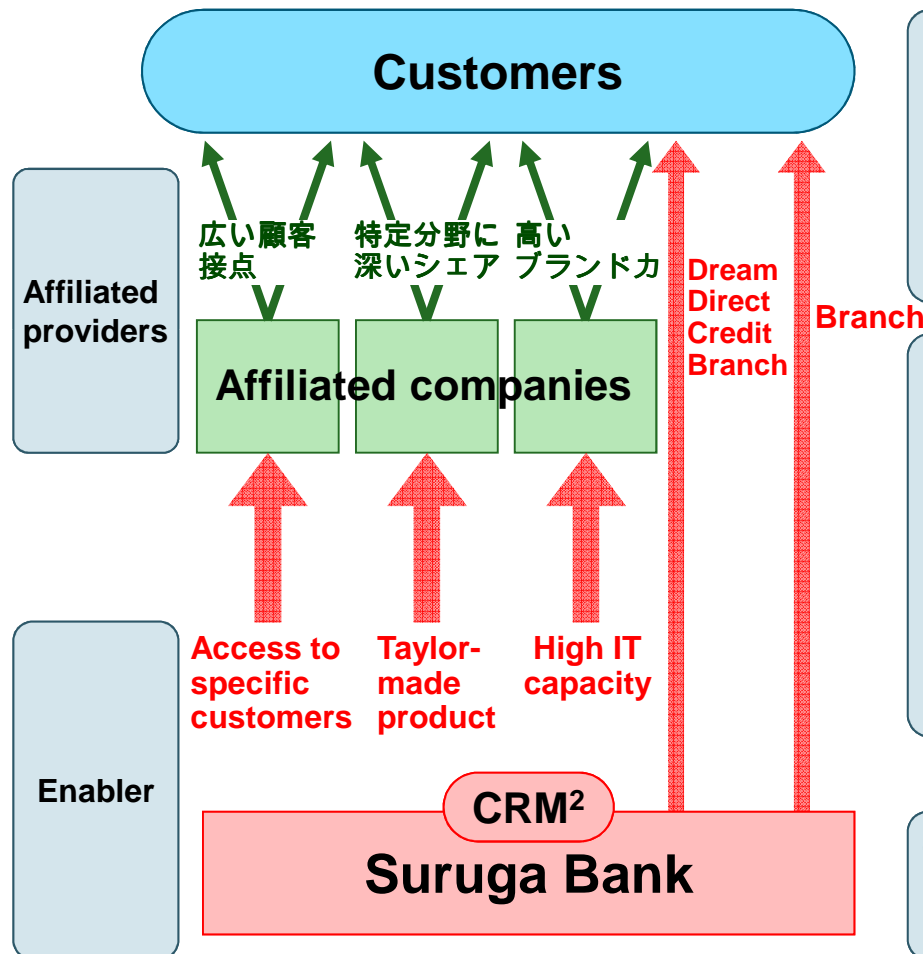 Customers
広い顧客
接点
特定分野に
深いシェア
高い
ブランド力
Dream
Direct
Credit
Branch
Branch
Affiliated
providers
Affiliated companies
Access to
specific
customers
Taylor-
made
product
High IT
capacity
Enabler
CRM²
Suruga Bank